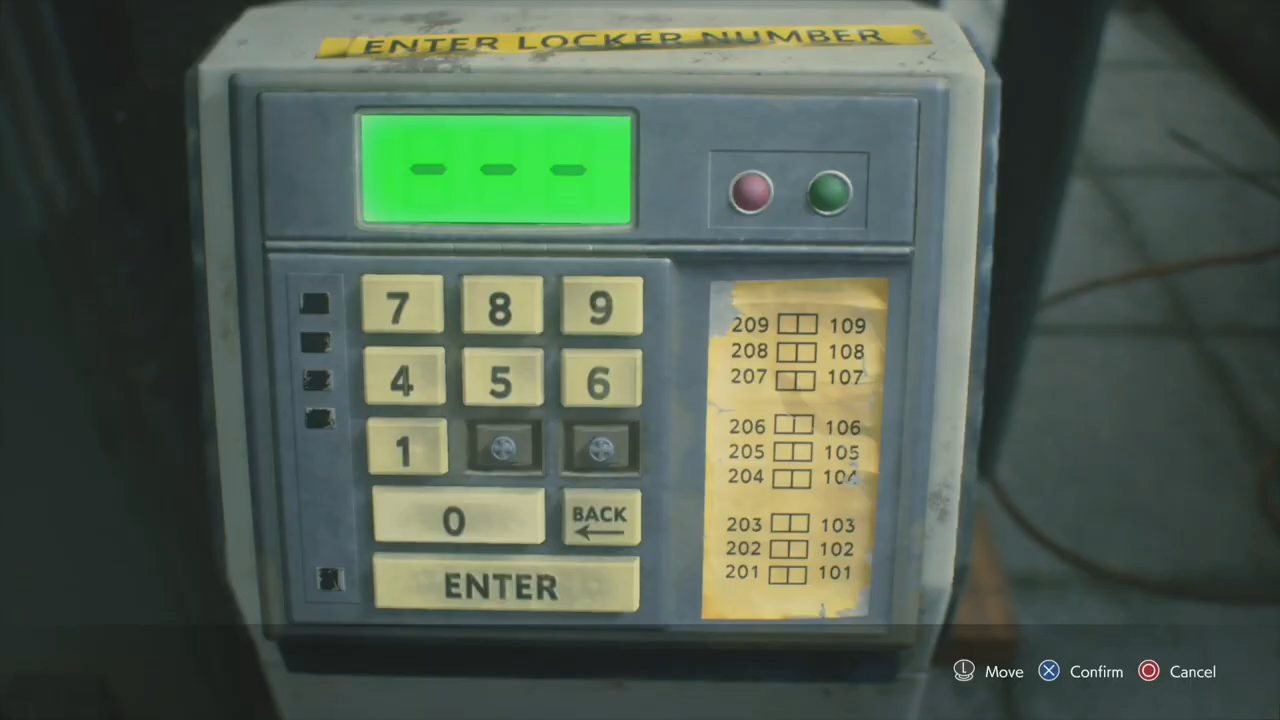 ENTER LOCKER NUMBER
- - -
7 8 9
4 5 6
1
0 BACK
ENTER
209 109
208 108
207 107
206 106
205 105
204 104
203 103
202 102
201 101
L Move Confirm Cancel